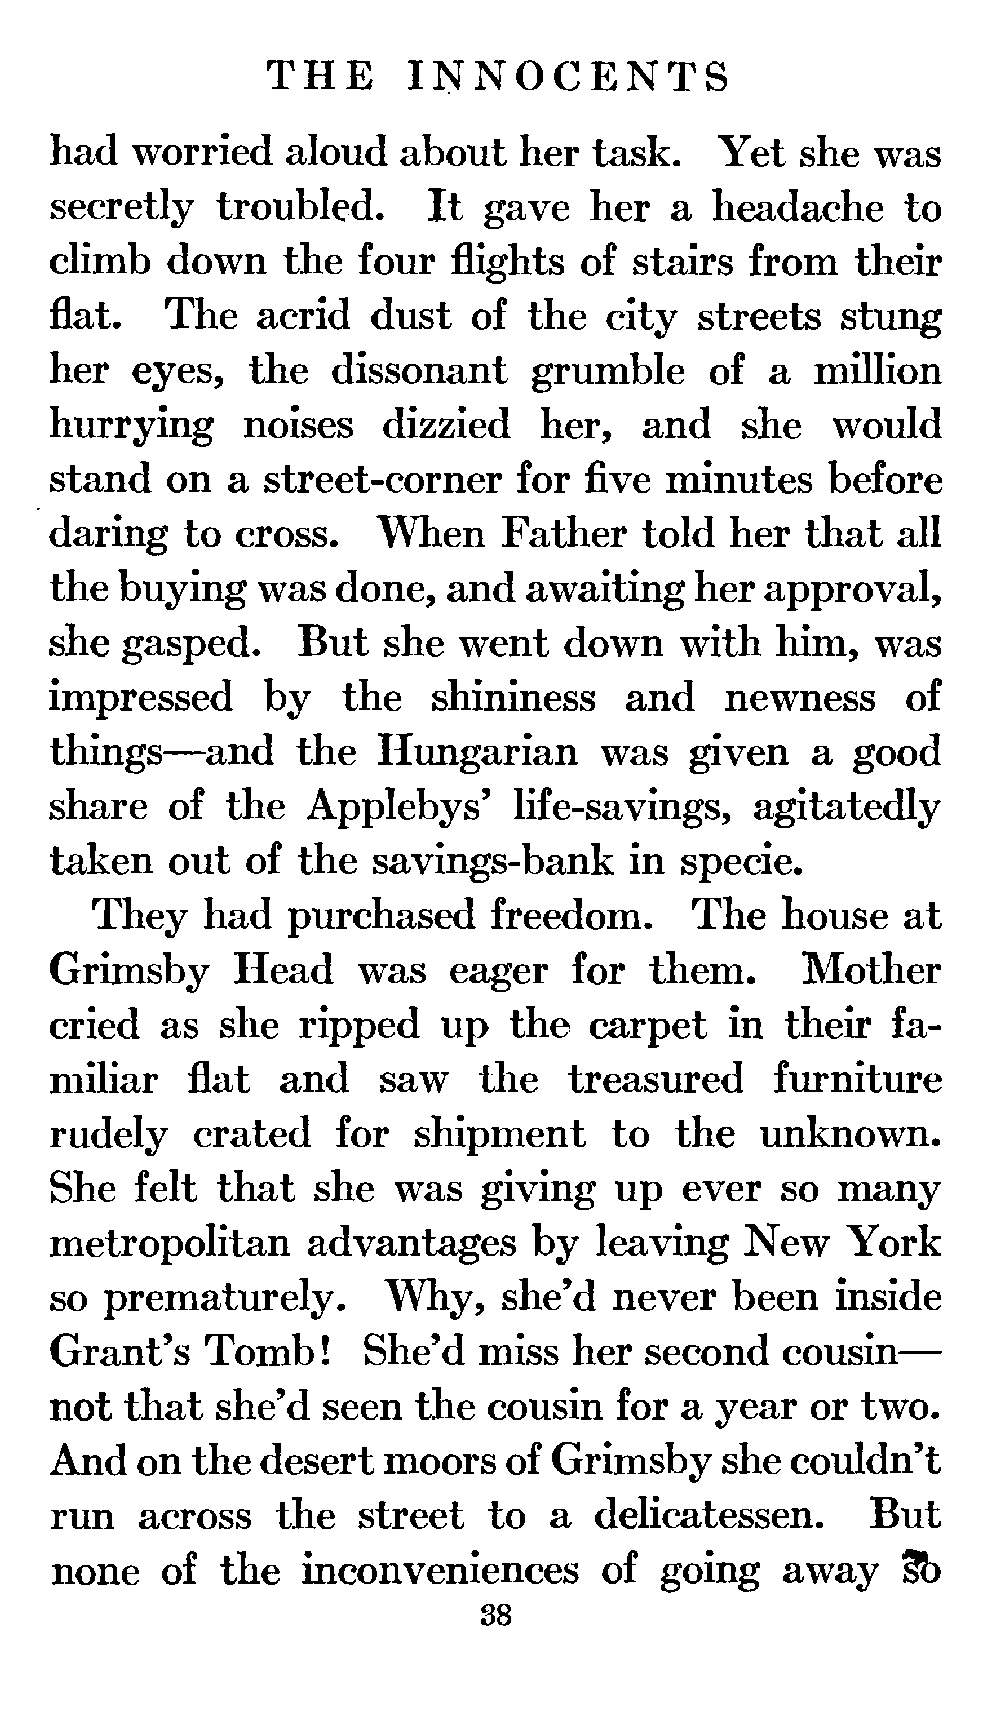 THE INNOCENTS
had worried aloud about her task. Yet she was
secretly troubled. It gave her a headache to
climb down the four flights of stairs from their
flat. The acrid dust of the city streets stung
her eyes, the dissonant grumble of a million
hurrying noises dizzied her, and she would
stand on a street-corner for five minutes before
daring to cross. When Father told her that all
the buying was done, and awaiting her approval,
she gasped. But she went down with him, was
impressed by the shininess and newness of
things—and the Hungarian was given a good
share of the Applebys' life-savings, agitatedly
taken out of the savings-bank in specie.
They had purchased freedom. The house at
Grimsby Head was eager for them. Mother
cried as she ripped up the carpet in their fa-
miliar flat and saw the treasured furniture
rudely crated for shipment to the unknown.
She felt that she was giving up ever so many
metropolitan advantages by leaving New York
so prematurely. Why, she'd never been inside
Grant's Tomb! She'd miss her second cousin—
not that she'd seen the cousin for a year or two.
And on the desert moors of Grimsby she couldn't
run across the street to a delicatessen. But
none of the inconveniences of going away so
38